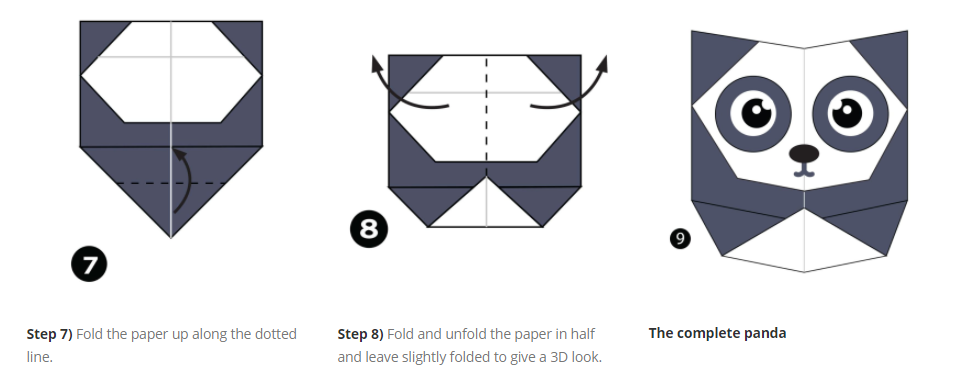 7
8
9
Step 7) Fold the paper up along the dotted
line.
Step 8) Fold and unfold the paper in half
and leave slightly folded to give a 3D look.
The complete panda